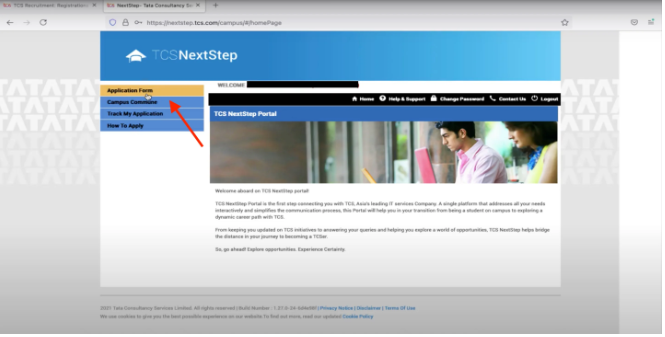 TCS Recruitment: Registration
NextStep- Tata Consultancy Se
https://nextstep.tcs.com/campus/#/homePage
TCSNextStep
WELCOME
Home Help & Support Change Password Contact Us Logout
Application Form
Campus Commune
Track My Application
How To Apply
TCS NextStep Portal
Welcome aboard on TCS NextStep portal!
TCS NextStep Portal is the first step connecting you with TCS, Asia's leading IT services Company. A single platform that addresses all your needs
interactively and simplifies the communication process, this Portal will help you in your transition from being a student on campus to exploring a
dynamic career path with TCS.
From keeping you updated on TCS initiatives to answering your queries and helping you explore a world of opportunities, TCS NextStep helps bridge
the distance in your journey to becoming a TCSer.
So, go ahead! Explore opportunities. Experience Certainty.
2021 Tata Consultancy Services Limited. All rights reserved | Build Number : | Privacy Notice | Disclaimer | Terms Of Use
We use cookies to give you the best possible experience on our website To find out more, read our updated Cookie Policy